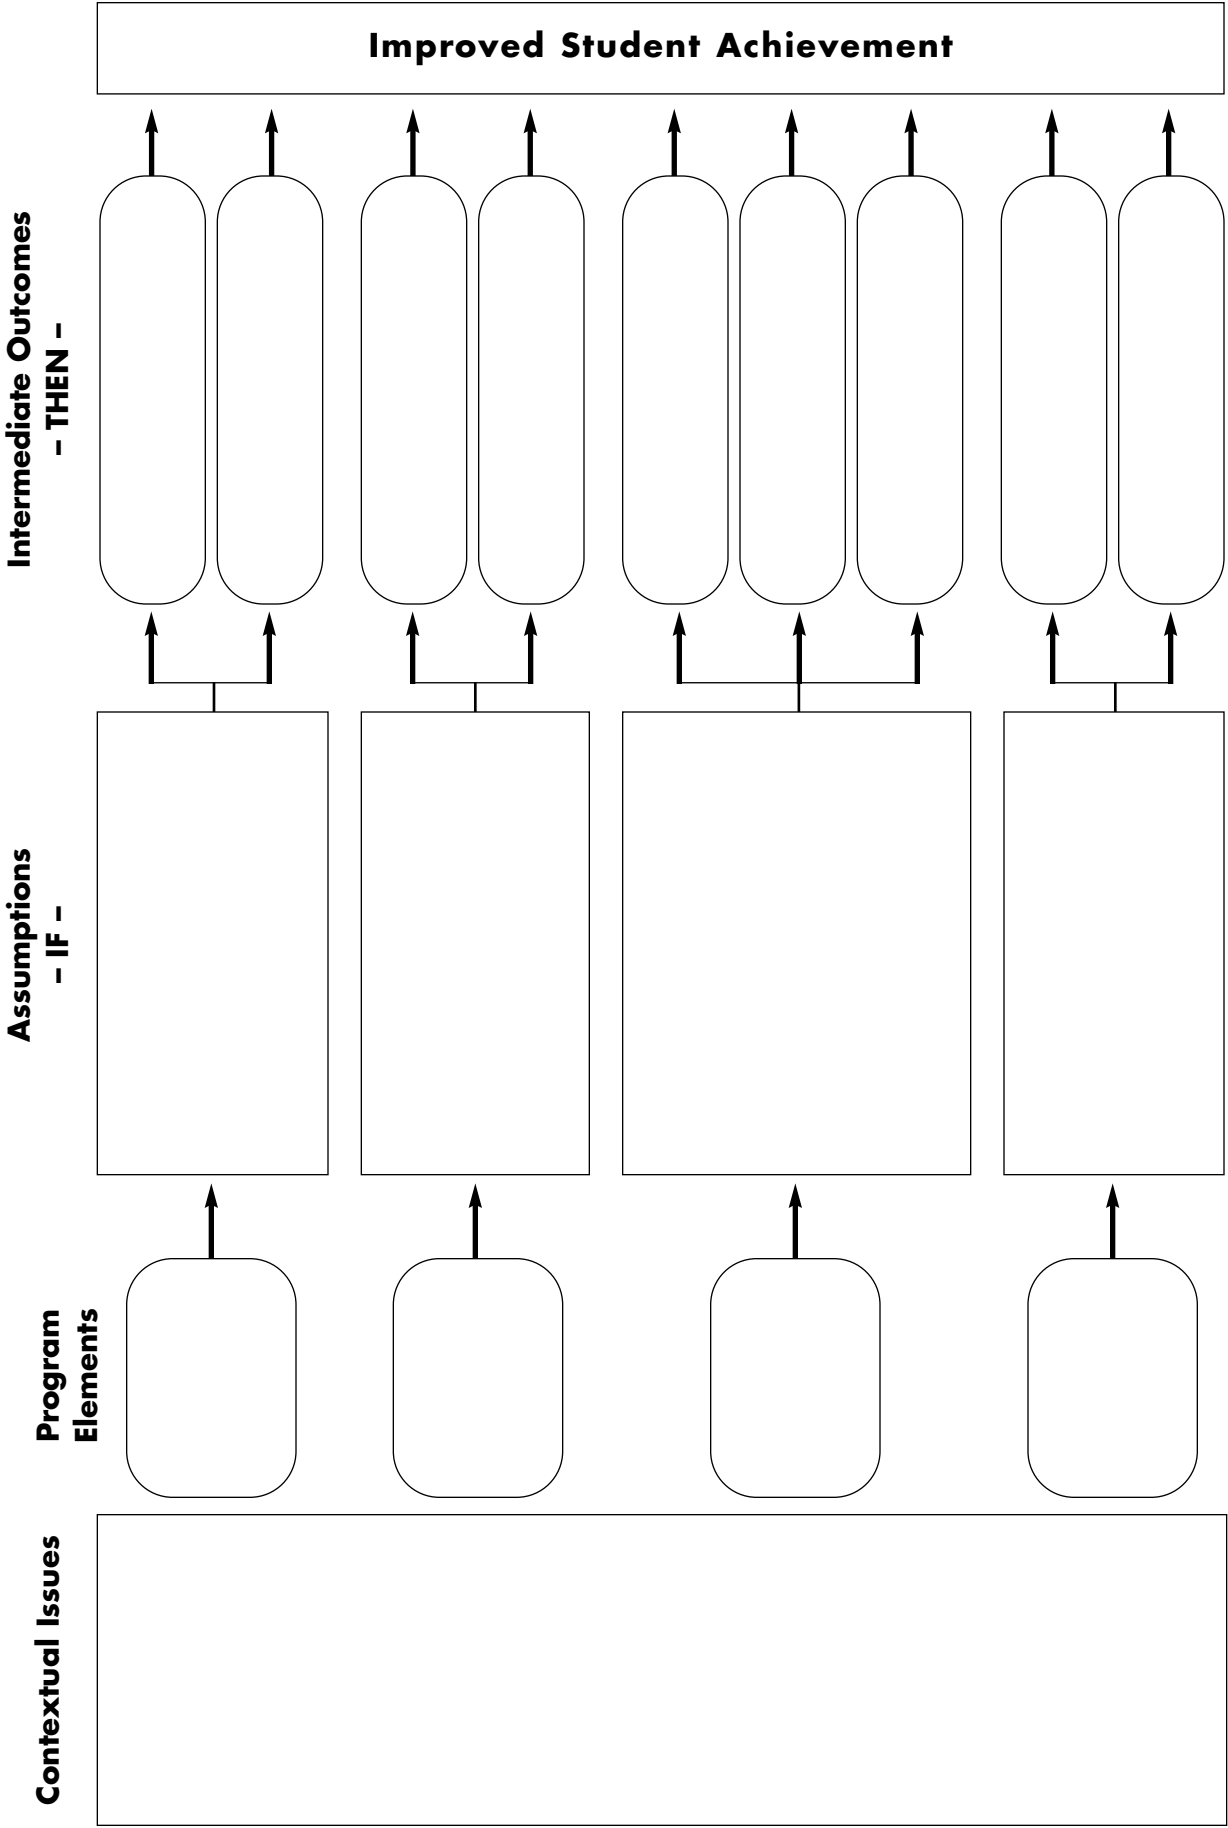 Improved Student Achievement
Intermediate Outcomes
– THEN –
Assumptions
– IF –
Program
Elements
Contextual Issues